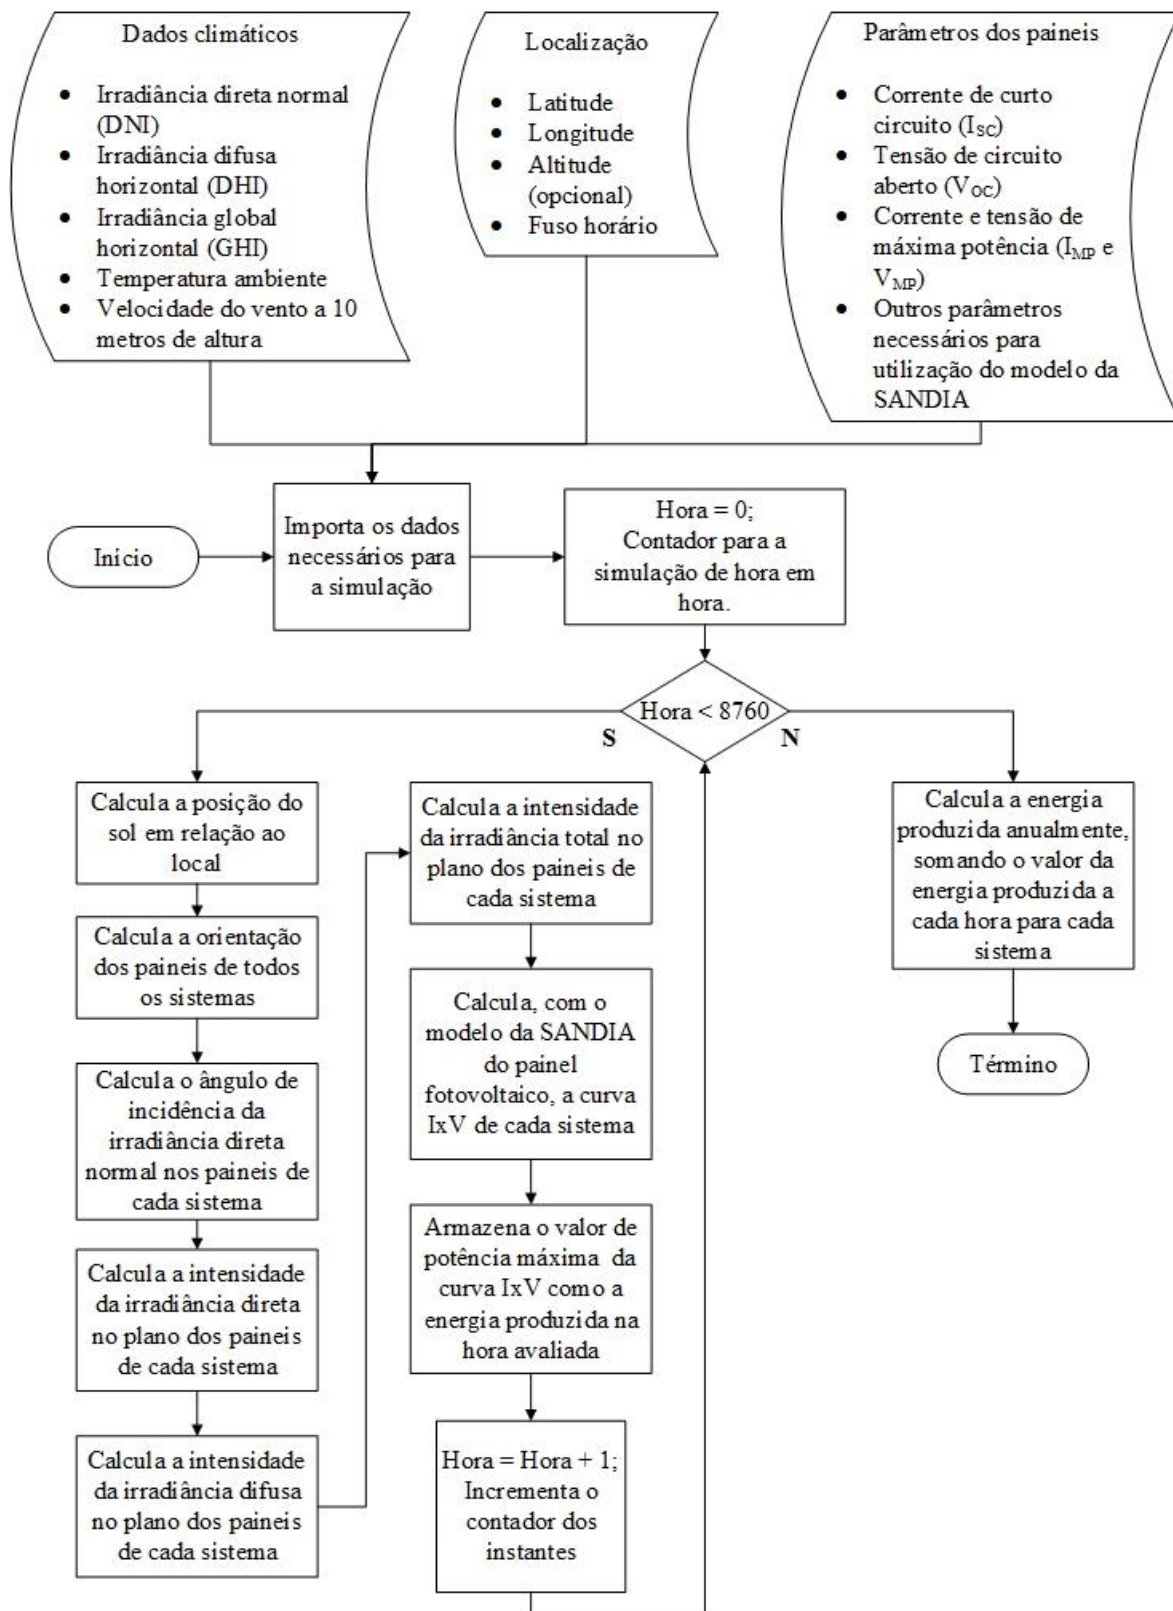 Dados climáticos
• Irradiância direta normal
(DNI)
• Irradiância difusa
horizontal (DHI)
• Irradiância global
horizontal (GHI)
• Temperatura ambiente
• Velocidade do vento a 10
metros de altura
Localização
• Latitude
• Longitude
• Altitude
(opcional)
• Fuso horário
Parâmetros dos paineis
• Corrente de curto
circuito (ISC)
• Tensão de circuito
aberto (VOC)
• Corrente e tensão de
máxima potência (IMP e
VMP)
• Outros parâmetros
necessários para
utilização do modelo da
SANDIA
Início
Importa os dados
necessários para
a simulação
Hora = 0;
Contador para a
simulação de hora em
hora.
Hora < 8760
S
N
Calcula a posição do
sol em relação ao
local
Calcula a orientação
dos paineis de todos
os sistemas
Calcula o ângulo de
incidência da
irradiância direta
normal nos paineis de
cada sistema
Calcula a intensidade
da irradiância direta
no plano dos paineis
de cada sistema
Calcula a intensidade
da irradiância difusa
no plano dos paineis
de cada sistema
Calcula a intensidade
da irradiância total no
plano dos paineis de
cada sistema
Calcula, com o
modelo da SANDIA
do painel
fotovoltaico, a curva
IxV de cada sistema
Armazena o valor de
potência máxima da
curva IxV como a
energia produzida na
hora avaliada
Hora = Hora + 1;
Incrementa o
contador dos
instantes
Calcula a energia
produzida anualmente,
somando o valor da
energia produzida a
cada hora para cada
sistema
Término